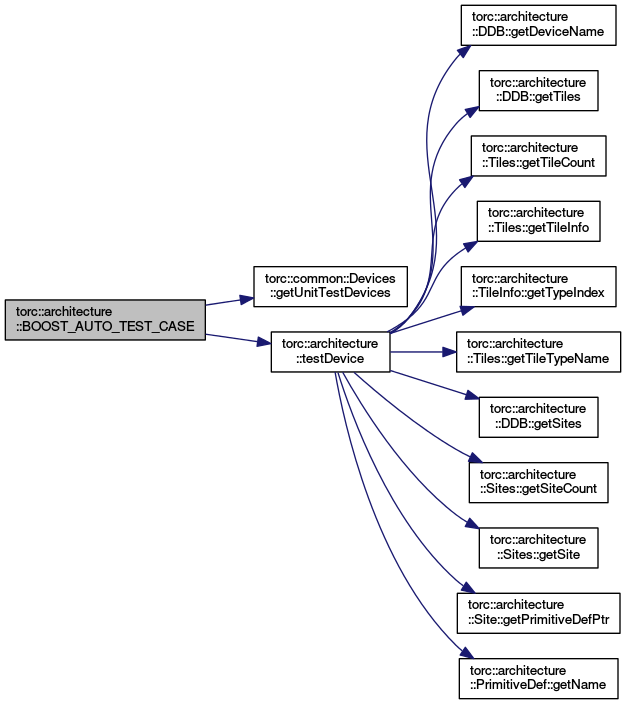 torc::architecture
::BOOST_AUTO_TEST_CASE
torc::common::Devices
::getUnitTestDevices
torc::architecture
::testDevice
torc::architecture
::DDB::getDeviceName
torc::architecture
::DDB::getTiles
torc::architecture
::Tiles::getTileCount
torc::architecture
::Tiles::getTileInfo
torc::architecture
::TileInfo::getTypeIndex
torc::architecture
::Tiles::getTileTypeName
torc::architecture
::DDB::getSites
torc::architecture
::Sites::getSiteCount
torc::architecture
::Sites::getSite
torc::architecture
::Site::getPrimitiveDefPtr
torc::architecture
::PrimitiveDef::getName